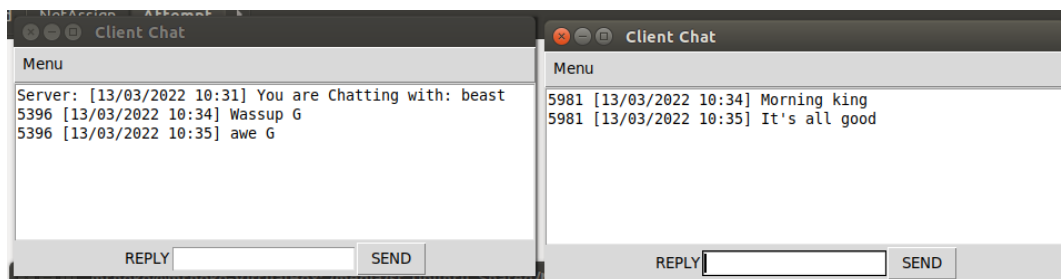 NetAssign Attempt
Client Chat
Menu
Server: [13/03/2022 10:31] You are Chatting with: beast
5396 [13/03/2022 10:34] Wassup G
5396 [13/03/2022 10:35] awe G
REPLY
SEND
Client Chat
Menu
5981 [13/03/2022 10:34] Morning king
5981 [13/03/2022 10:35] It's all good
REPLY
SEND